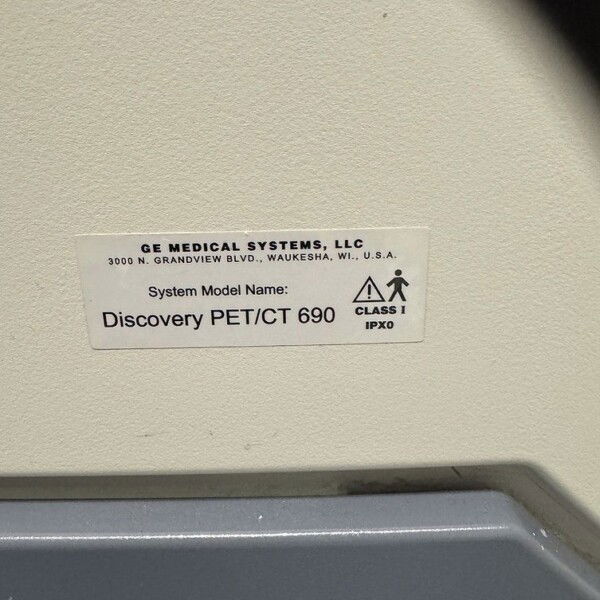 GE MEDICAL SYSTEMS, LLC
3000 N. GRANDVIEW BLVD., WAUKESHA, WI., U.S.A.
System Model Name:
Discovery PET/CT 690
CLASS I
IPX0